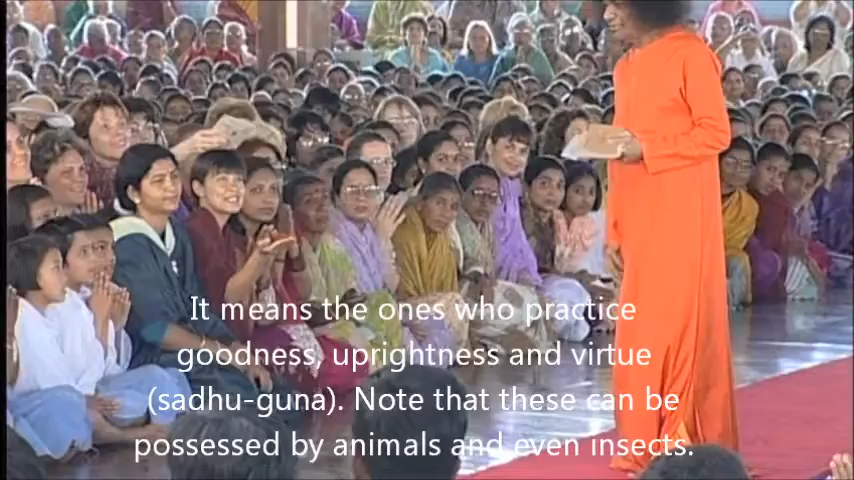 It means the ones who practice
goodness, uprightness and virtue
(sadhu-guna). Note that these can be
possessed by animals and even insects.